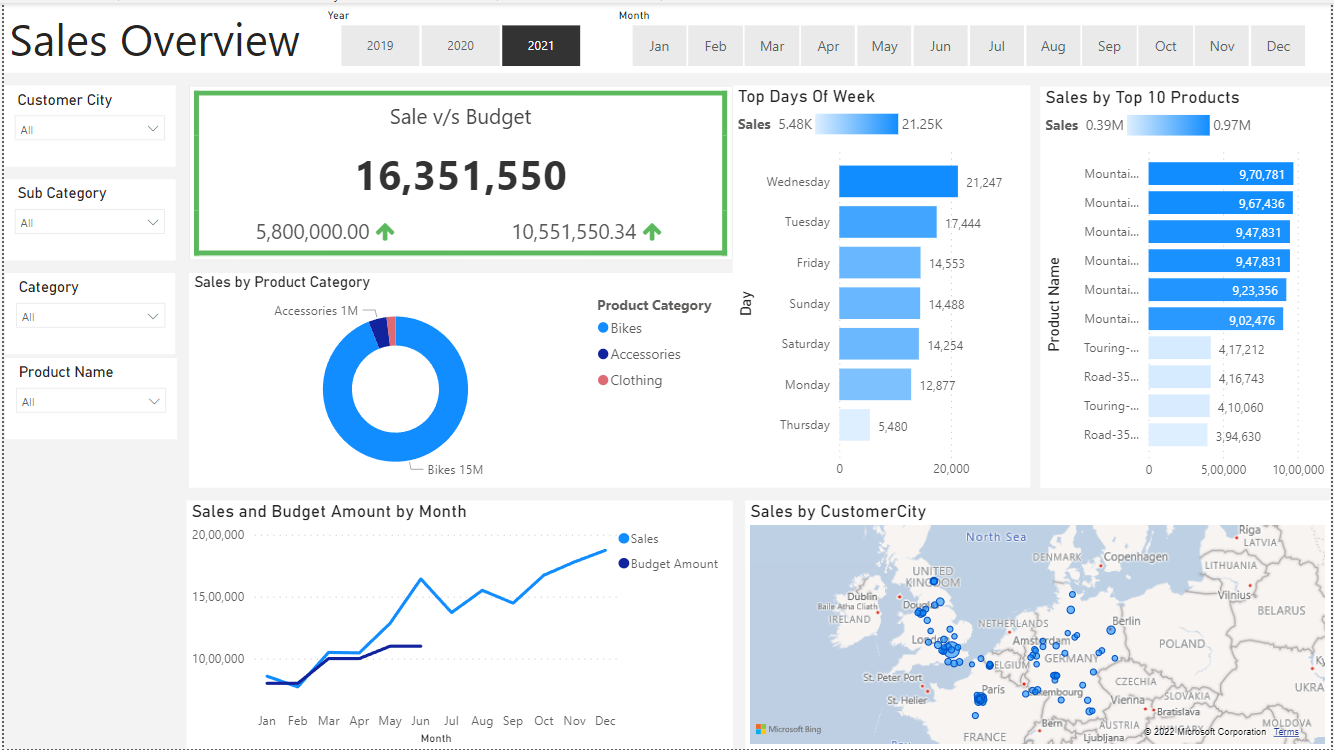 Sales Overview
Year
2019 2020 2021
Month
Jan Feb Mar Apr May Jun Jul Aug Sep Oct Nov Dec
Customer City
All
Sub Category
All
Category
All
Product Name
All
Sale v/s Budget
16,351,550
5,800,000.00 10,551,550.34
Sales by Product Category
Accessories 1M
Bikes 15M
Product Category
Bikes
Accessories
Clothing
Top Days Of Week
Sales 5.48K 21.25K
Day
Wednesday 21,247
Tuesday 17,444
Friday 14,553
Sunday 14,488
Saturday 14,254
Monday 12,877
Thursday 5,480
0 20,000
Sales by Top 10 Products
Sales 0.39M 0.97M
Product Name
Mountai... 9,70,781
Mountai... 9,67,436
Mountai... 9,47,831
Mountai... 9,47,831
Mountai... 9,23,356
Mountai... 9,02,476
Touring-... 4,17,212
Road-35... 4,16,743
Touring-... 4,10,060
Road-35... 3,94,630
0 5,00,000 10,00,000
Sales and Budget Amount by Month
20,00,000
15,00,000
10,00,000
Sales
Budget Amount
Jan Feb Mar Apr May Jun Jul Aug Sep Oct Nov Dec
Month
Sales by CustomerCity
North Sea
Riga
LATVIA
DENMARK
Copenhagen
LITHUANIA
UNITED
KINGDOM
Vilnius
Dublin
Baile Átha Cliath
IRELAND
BELARUS
NETHERLANDS
Berlin
Amsterdam
POLAND
GERMANY
St. Peter Port
CZECHIA
Paris
SLOVAKIA
UKRA
St. Helier
Vienna
Bratislava
Bern
AUSTRIA
MOLDOVA
FRANCE
Ljubljana
Microsoft Bing
© 2022 Microsoft Corporation Terms